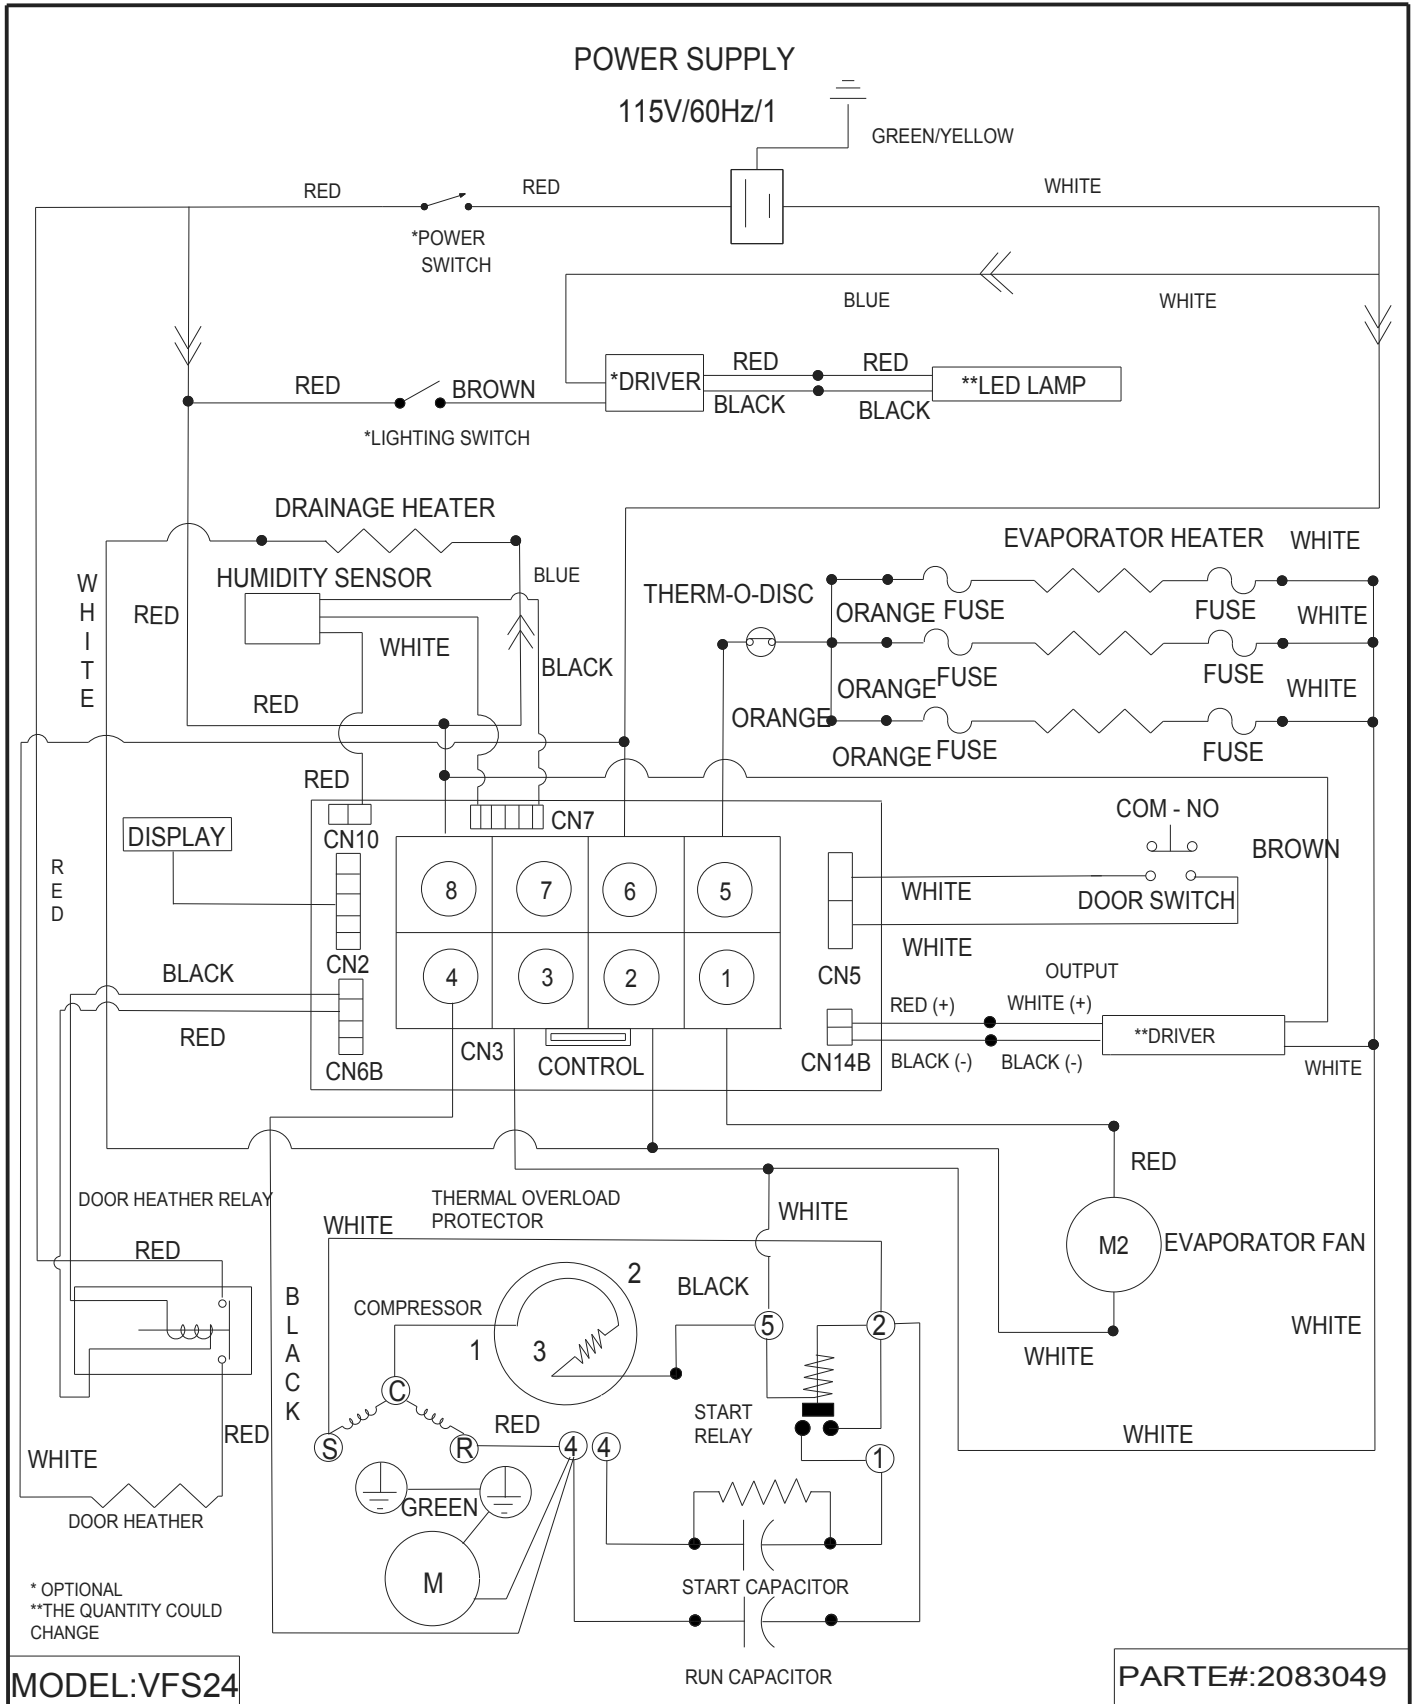 POWER SUPPLY
115V/60Hz/1
GREEN/YELLOW
RED
RED
WHITE
*POWER
SWITCH
BLUE
WHITE
RED
BROWN
*DRIVER
RED
RED
BLACK
BLACK
**LED LAMP
*LIGHTING SWITCH
DRAINAGE HEATER
EVAPORATOR HEATER
WHITE
WHITE
HUMIDITY SENSOR
BLUE
THERM-O-DISC
RED
WHITE
BLACK
ORANGE
FUSE
FUSE
WHITE
ORANGE
FUSE
FUSE
WHITE
RED
ORANGE
ORANGE
FUSE
FUSE
RED
DISPLAY
CN10
CN7
COM - NO
BROWN
RED
8
7
6
5
WHITE
DOOR SWITCH
CN2
BLACK
4
3
2
1
CN5
WHITE
OUTPUT
RED (+)
WHITE (+)
**DRIVER
RED
CN6B
CN3
CONTROL
CN14B
BLACK (-)
BLACK (-)
WHITE
RED
DOOR HEATHER RELAY
THERMAL OVERLOAD
PROTECTOR
WHITE
WHITE
RED
M2
EVAPORATOR FAN
BLACK
COMPRESSOR
1
2
3
BLACK
5
2
WHITE
WHITE
C
S
R
RED
4
4
START
RELAY
1
WHITE
RED
WHITE
GREEN
DOOR HEATHER
M
START CAPACITOR
* OPTIONAL
**THE QUANTITY COULD
CHANGE
RUN CAPACITOR
MODEL:VFS24
PARTE#:2083049